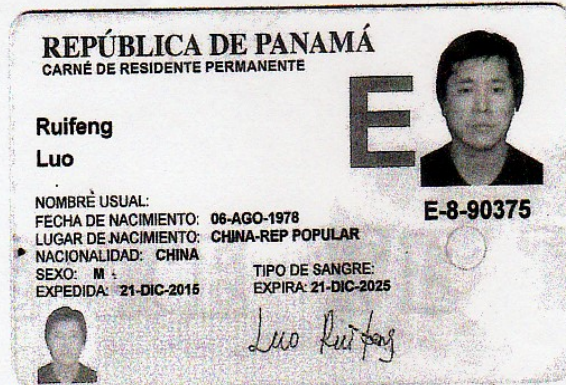 REPÚBLICA DE PANAMÁ
CARNÉ DE RESIDENTE PERMANENTE
E
Ruifeng
Luo
NOMBRE USUAL:
E-8-90375
FECHA DE NACIMIENTO: 06-AGO-1978
LUGAR DE NACIMIENTO: CHINA-REP POPULAR
NACIONALIDAD: CHINA
SEXO: M TIPO DE SANGRE:
EXPEDIDA: 21-DIC-2015 EXPIRA: 21-DIC-2025
Luo Ruifeng